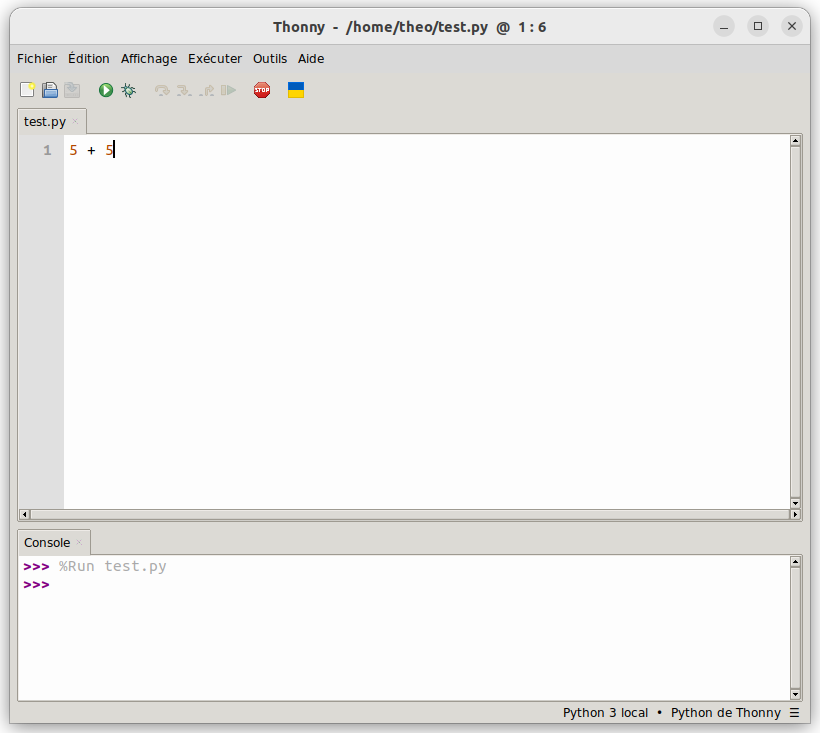 Thonny - /home/theo/test.py @ 1 : 6
Fichier Édition Affichage Exécuter Outils Aide
STOP
test.py ×
1 5 + 5
Console ×
>>> %Run test.py
>>>
Python 3 local • Python de Thonny ☰